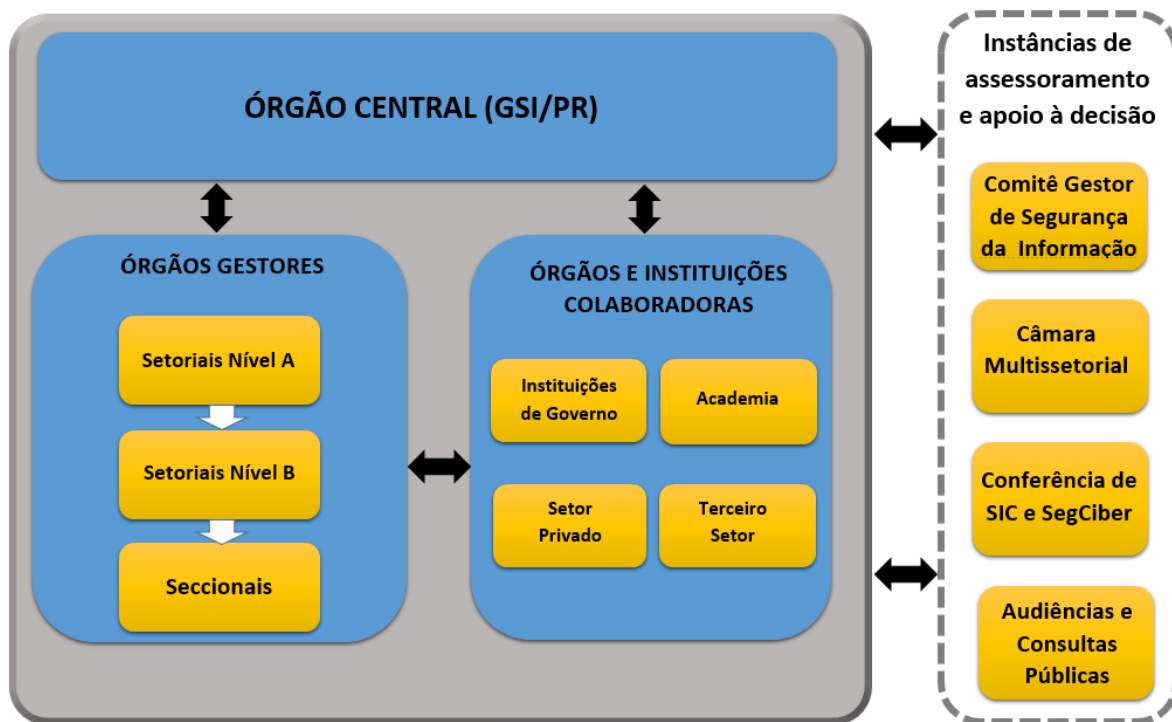 ÓRGÃO CENTRAL (GSI/PR)
ÓRGÃOS GESTORES
Setoriais Nível A
Setoriais Nível B
Seccionais
ÓRGÃOS E INSTITUIÇÕES
COLABORADORAS
Instituições
de Governo
Academia
Setor
Privado
Terceiro
Setor
Instâncias de
assessoramento
e apoio à decisão
Comitê Gestor
de Segurança
da Informação
Câmara
Multissetorial
Conferência de
SIC e SegCiber
Audiências e
Consultas
Públicas